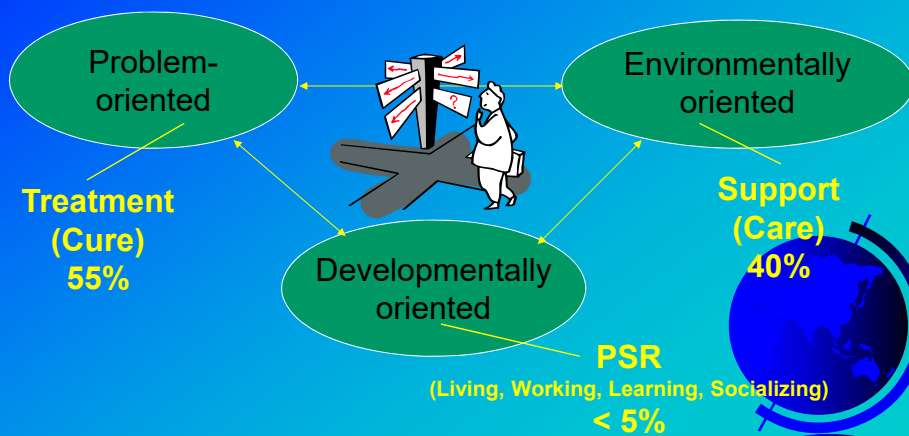 Problem-
oriented
Environmentally
oriented
?
Treatment
(Cure)
55%
Support
(Care)
40%
Developmentally
oriented
PSR
(Living, Working, Learning, Socializing)
< 5%